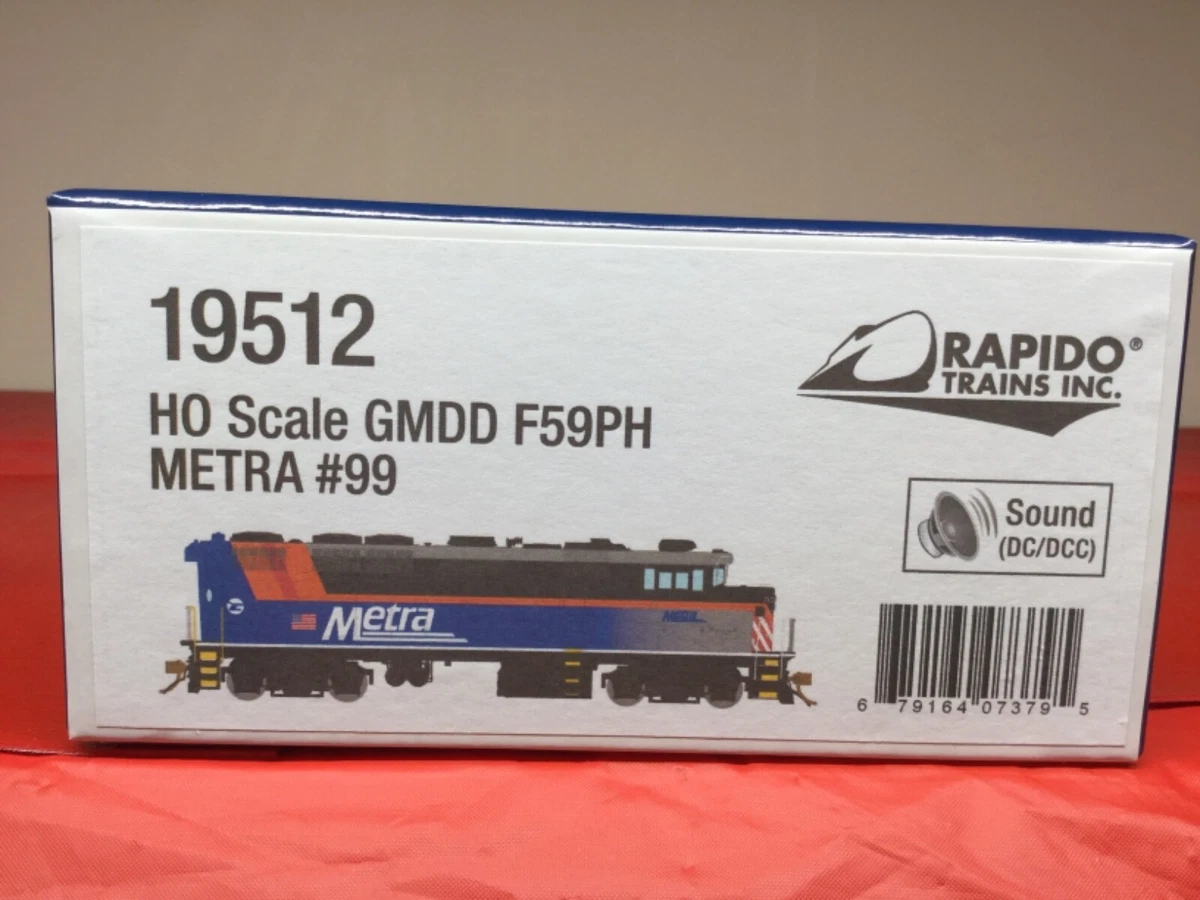 19512
HO Scale GMDD F59PH
METRA #99
RAPIDO®
TRAINS INC.
Sound
(DC/DCC)
Metra
6 79164 07379 5